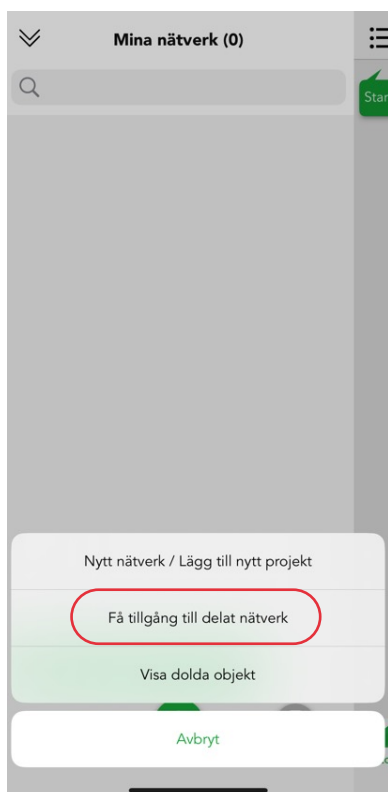 Mina nätverk (0)
Nytt nätverk / Lägg till nytt projekt
Få tillgång till delat nätverk
Visa dolda objekt
Avbryt